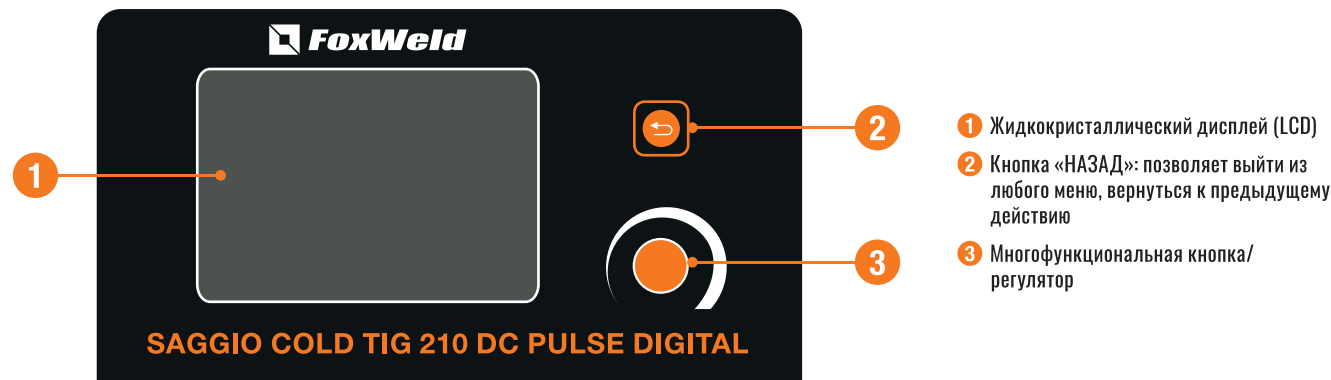 FoxWeld
1
2
3
SAGGIO COLD TIG 210 DC PULSE DIGITAL
1 Жидкокристаллический дисплей (LCD)
2 Кнопка «НАЗАД»: позволяет выйти из
любого меню, вернуться к предыдущему
действию
3 Многофункциональная кнопка/
регулятор